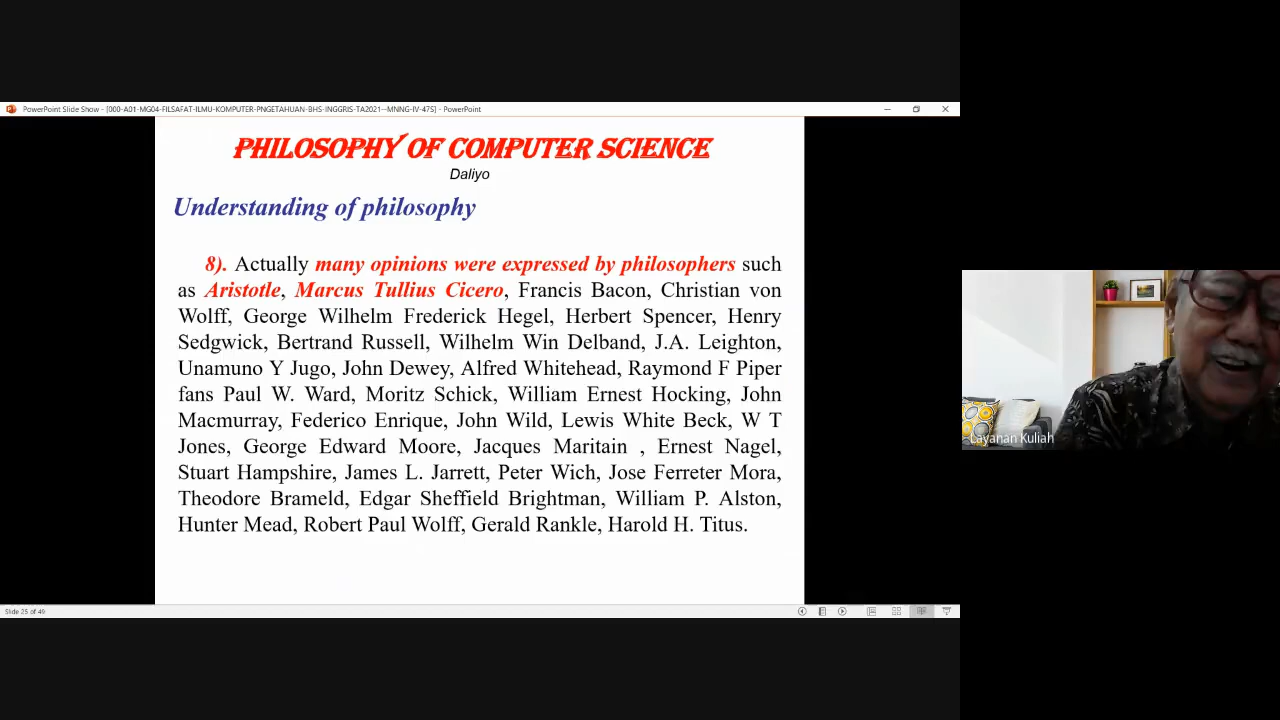 PowerPoint Slide Show - [000-A01-MG04-FILSAFAT-ILMU-KOMPUTER-PNGETAHUAN-BHS-INGGRIS-TA2021--MNNG-IV-47S] - PowerPoint
PHILOSOPHY OF COMPUTER SCIENCE
Daliyo
Understanding of philosophy
8). Actually many opinions were expressed by philosophers such
as Aristotle, Marcus Tullius Cicero, Francis Bacon, Christian von
Wolff, George Wilhelm Frederick Hegel, Herbert Spencer, Henry
Sedgwick, Bertrand Russell, Wilhelm Win Delband, J.A. Leighton,
Unamuno Y Jugo, John Dewey, Alfred Whitehead, Raymond F Piper
fans Paul W. Ward, Moritz Schick, William Ernest Hocking, John
Macmurray, Federico Enrique, John Wild, Lewis White Beck, W T
Jones, George Edward Moore, Jacques Maritain , Ernest Nagel,
Stuart Hampshire, James L. Jarrett, Peter Wich, Jose Ferreter Mora,
Theodore Brameld, Edgar Sheffield Brightman, William P. Alston,
Hunter Mead, Robert Paul Wolff, Gerald Rankle, Harold H. Titus.
Layanan Kuliah
Slide 25 of 49